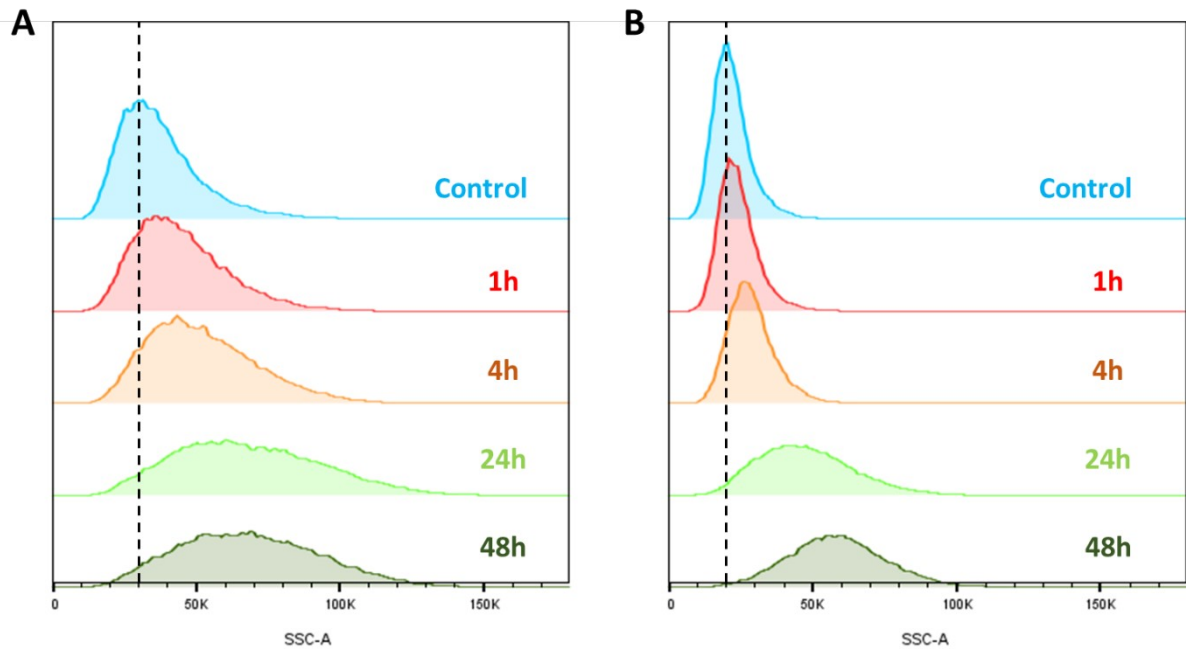 A
Control
1h
4h
24h
48h
0 50K 100K 150K
SSC-A
B
Control
1h
4h
24h
48h
0 50K 100K 150K
SSC-A